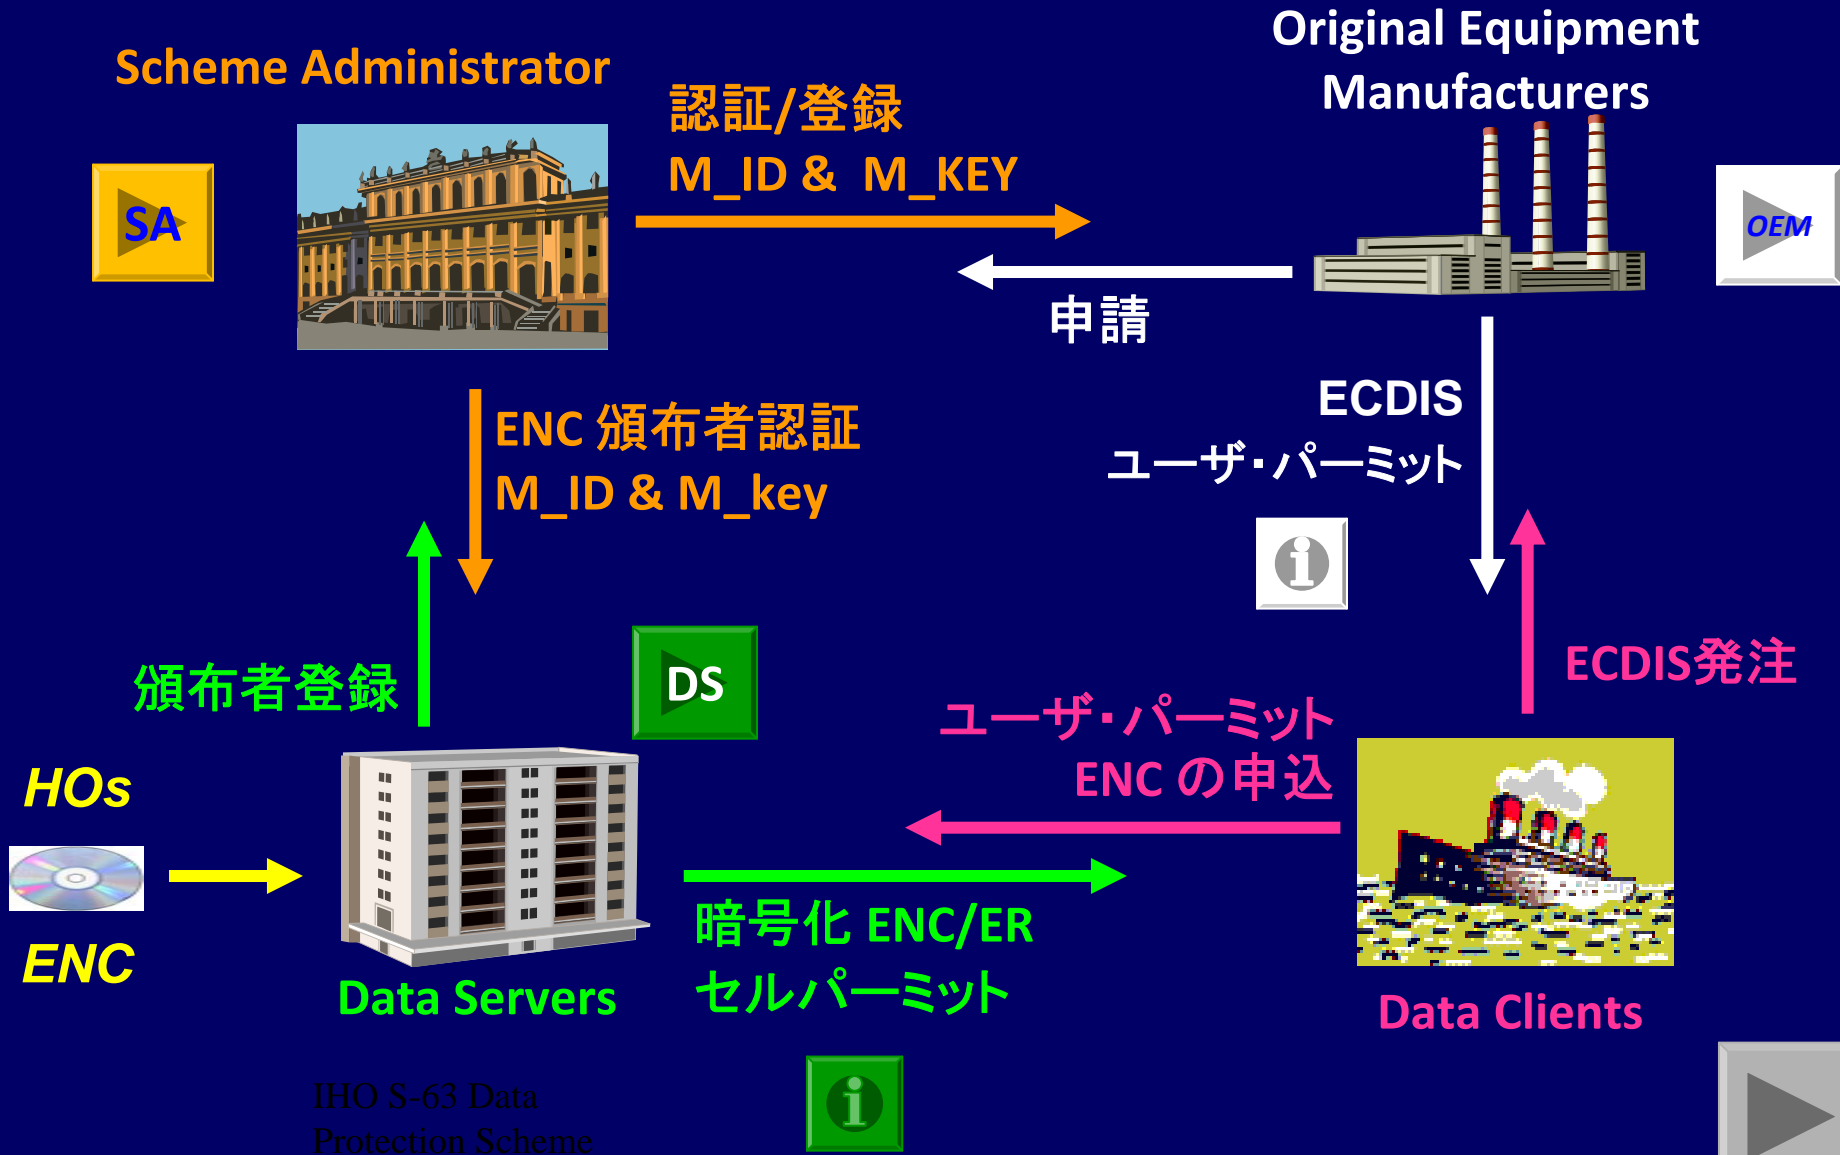 Scheme Administrator
Original Equipment
Manufacturers
認証/登録
M_ID & M_KEY
SA
OEM
申請
ENC 頒布者認証
M_ID & M_key
ECDIS
ユーザ・パーミット
頒布者登録
DS
ECDIS発注
ユーザ・パーミット
ENC の申込
HOs
ENC
暗号化 ENC/ER
セルパーミット
Data Servers
Data Clients
IHO S-63 Data
Protection Scheme